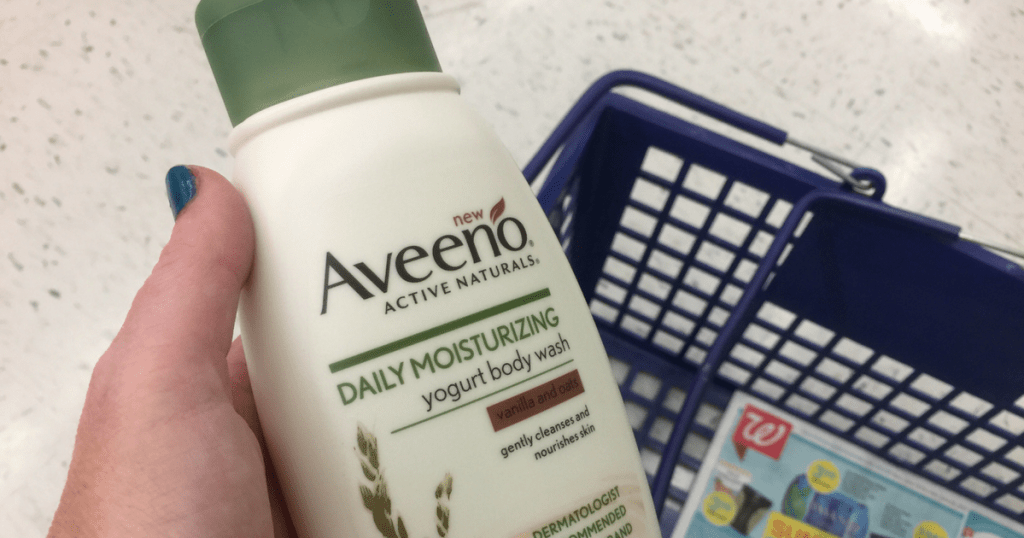 new
Aveeno®
ACTIVE NATURALS®
DAILY MOISTURIZING
yogurt body wash
vanilla and oats
gently cleanses and
nourishes skin
DERMATOLOGIST
RECOMMENDED
BRAND
W